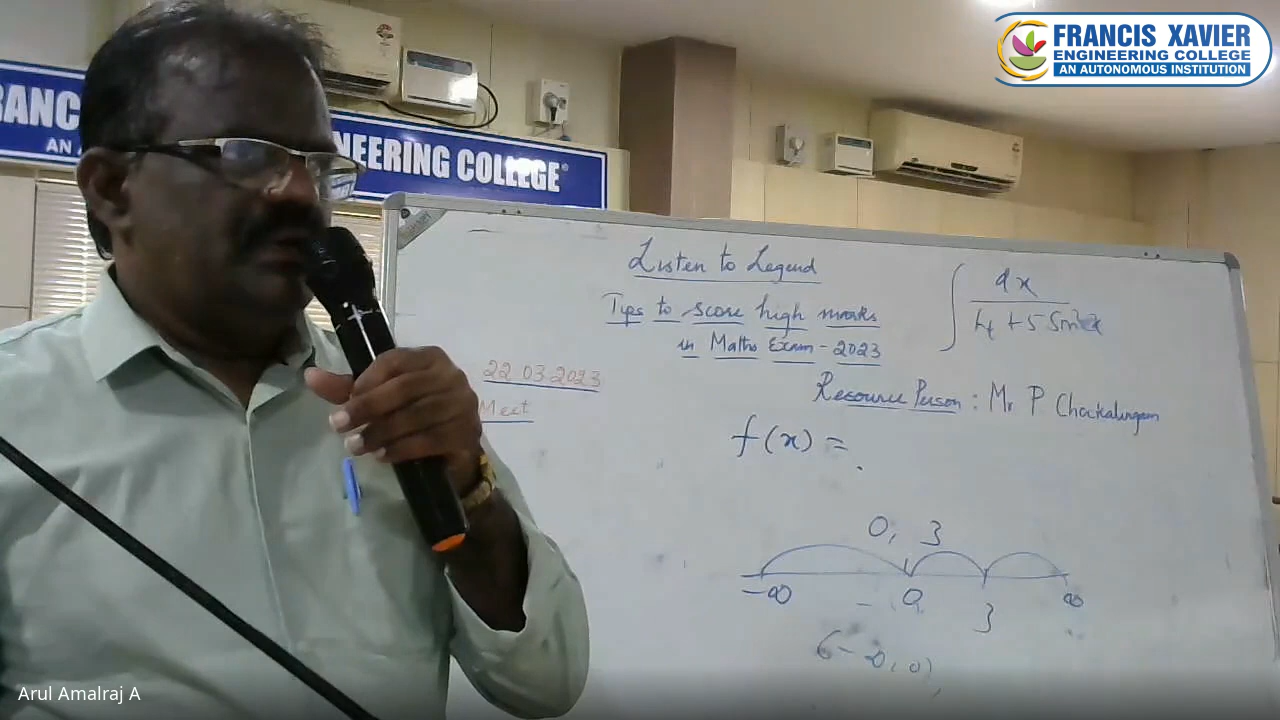 FRANCIS XAVIER
ENGINEERING COLLEGE
AN AUTONOMOUS INSTITUTION
RANC
AN
NEERING COLLEGE
Listen to Legend
Tips to score high marks
in Maths Exam - 2023
∫ dx / 4 + 5 Sin²x
22.03.2023
Meet
Resource Person : Mr P Chockalingam
f(x) =
0, 3
-∞ 0 3 ∞
Arul Amalraj A